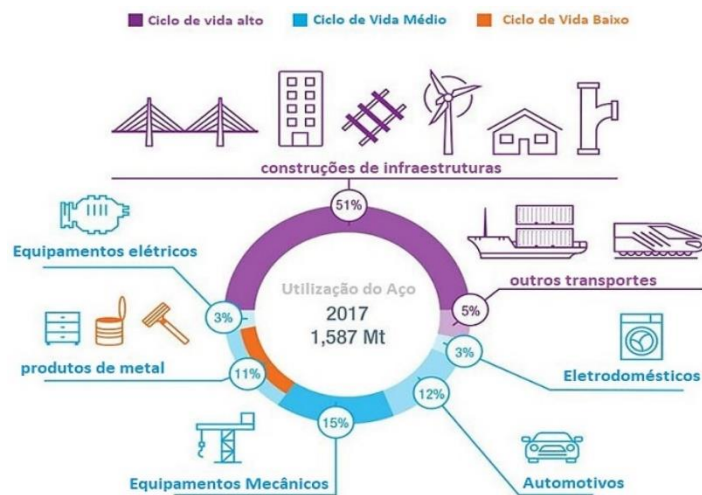 Ciclo de vida alto
Ciclo de Vida Médio
Ciclo de Vida Baixo
construções de infraestruturas
51%
Equipamentos elétricos
3%
Utilização do Aço
2017
1,587 Mt
outros transportes
5%
produtos de metal
11%
3%
Eletrodomésticos
15%
12%
Equipamentos Mecânicos
Automotivos